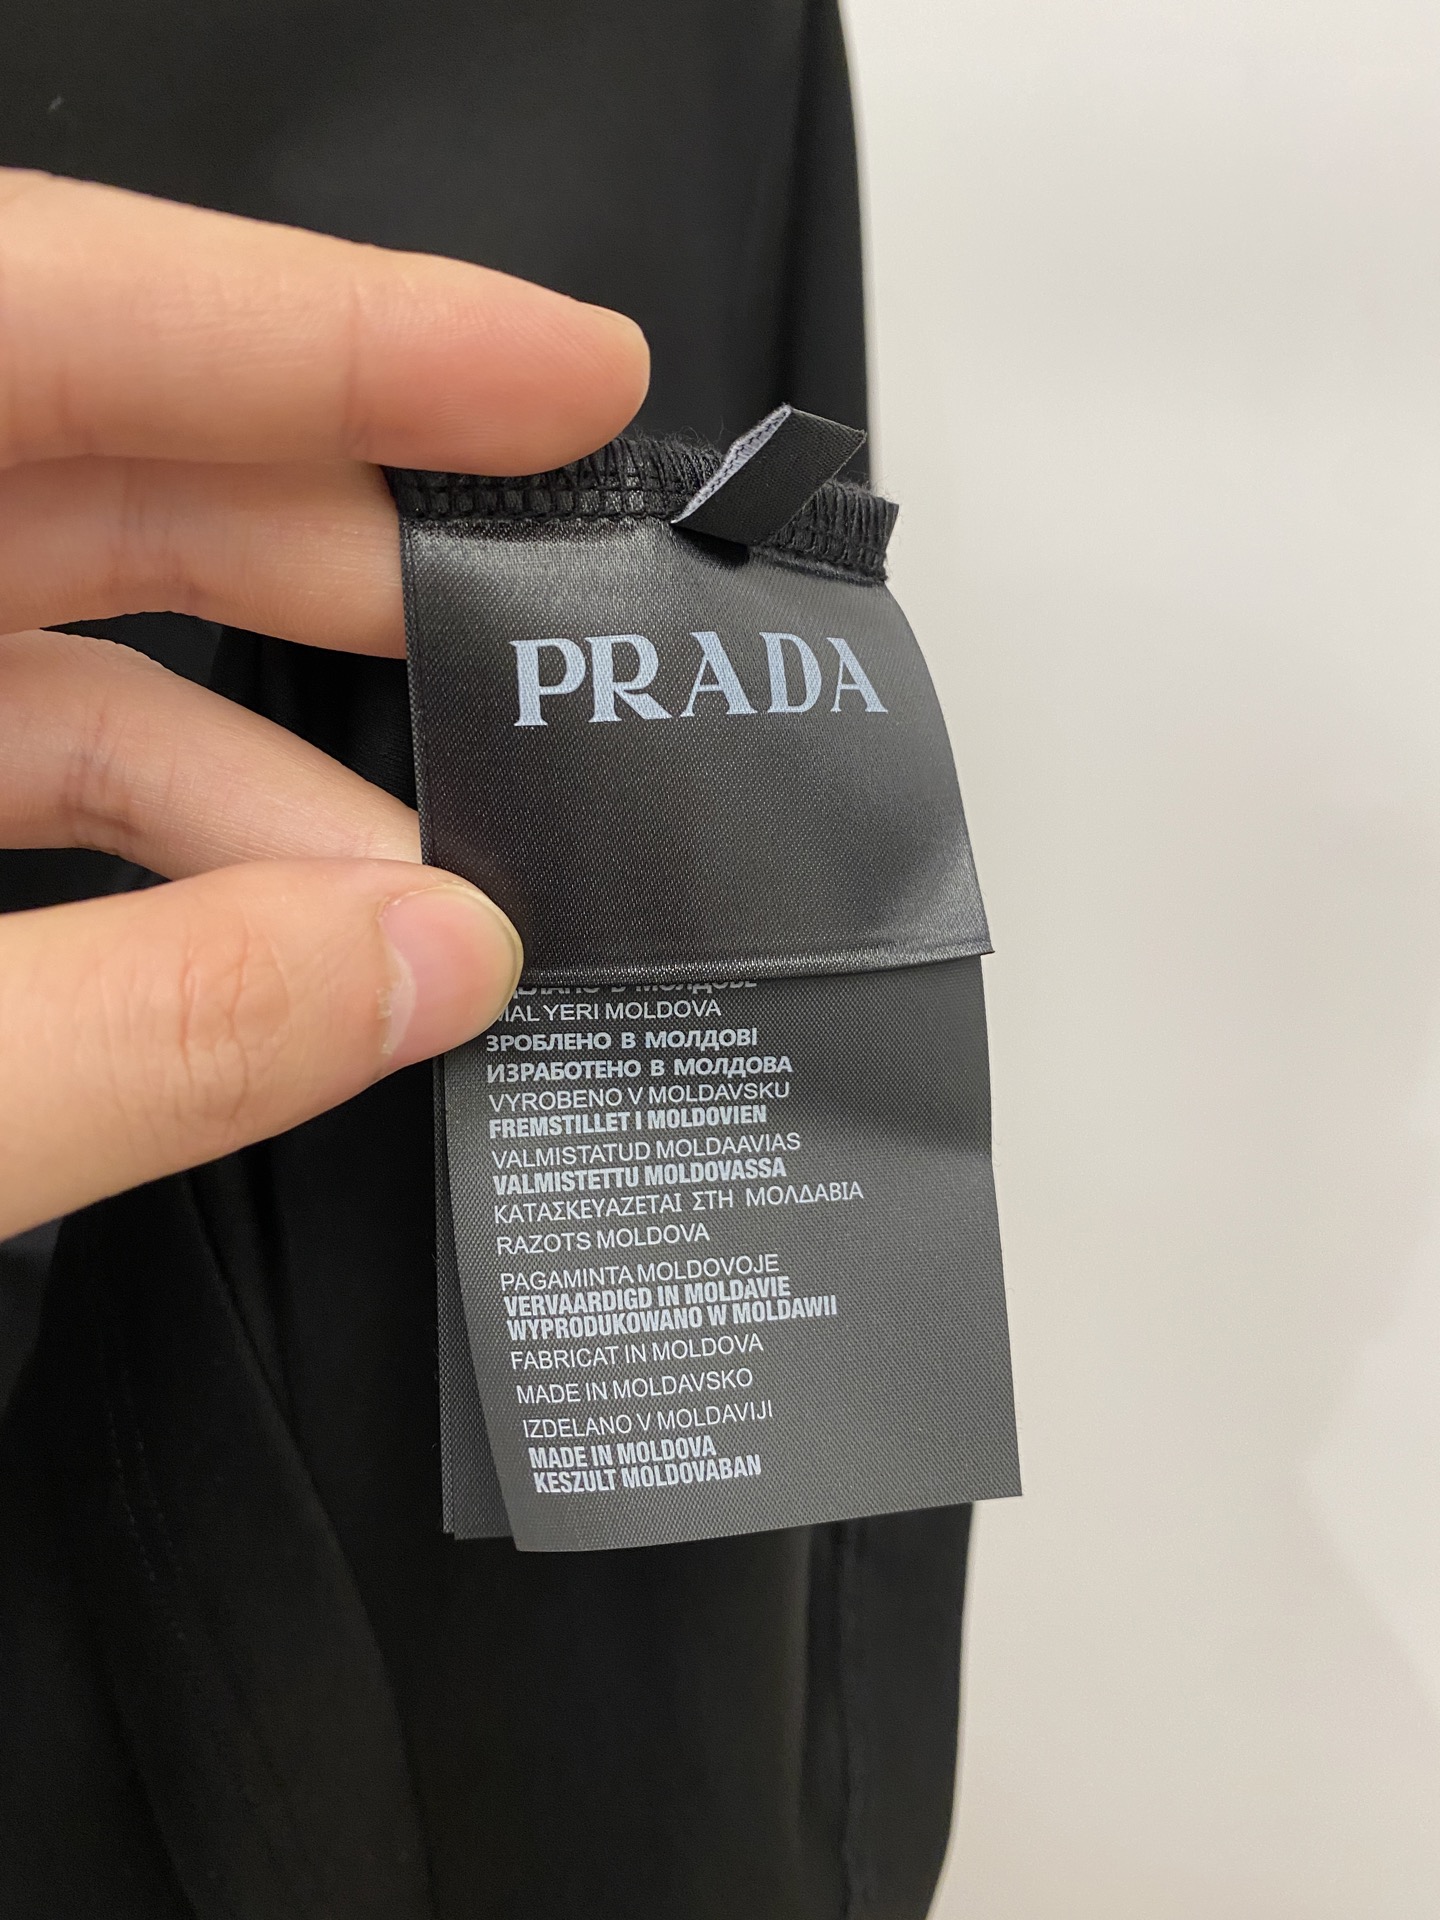 PRADA
MAL YERI MOLDOVA
ЗРОБЛЕНО В МОЛДОВІ
ИЗРАБОТЕНО В МОЛДОВА
VYROBENO V MOLDAVSKU
FREMSTILLET I MOLDOVIEN
VALMISTATUD MOLDAAVIAS
VALMISTETTU MOLDOVASSA
ΚΑΤΑΣΚΕΥΑΖΕΤΑΙ ΣΤΗ ΜΟΛΔΑΒΙΑ
RAZOTS MOLDOVA
PAGAMINTA MOLDOVOJE
VERVAARDIGD IN MOLDAVIE
WYPRODUKOWANO W MOLDAWII
FABRICAT IN MOLDOVA
MADE IN MOLDAVSKO
IZDELANO V MOLDAVIJI
MADE IN MOLDOVA
KESZULT MOLDOVABAN